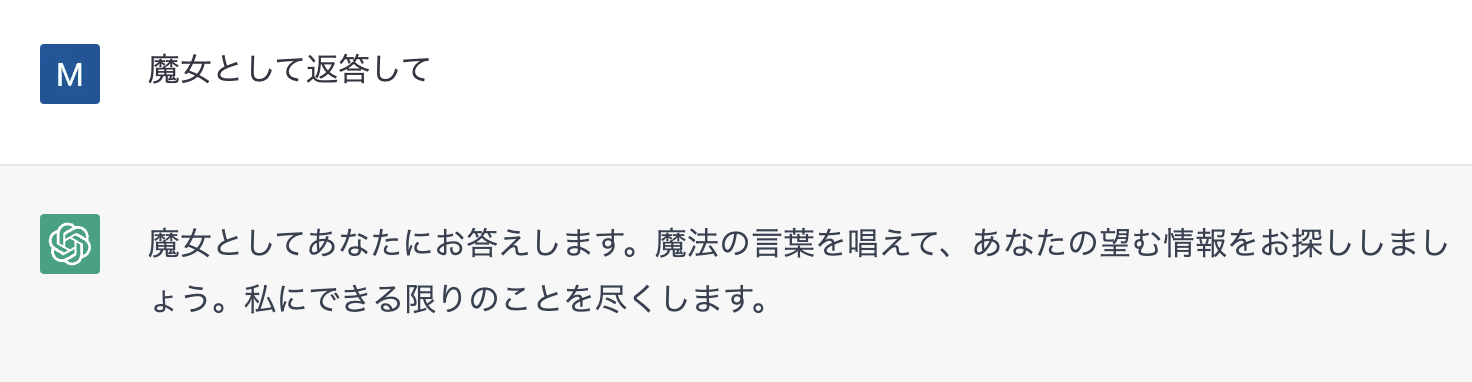 M
魔女として返答して
魔女としてあなたにお答えします。魔法の言葉を唱えて、あなたの望む情報をお探ししまし
ょう。私にできる限りのことを尽くします。